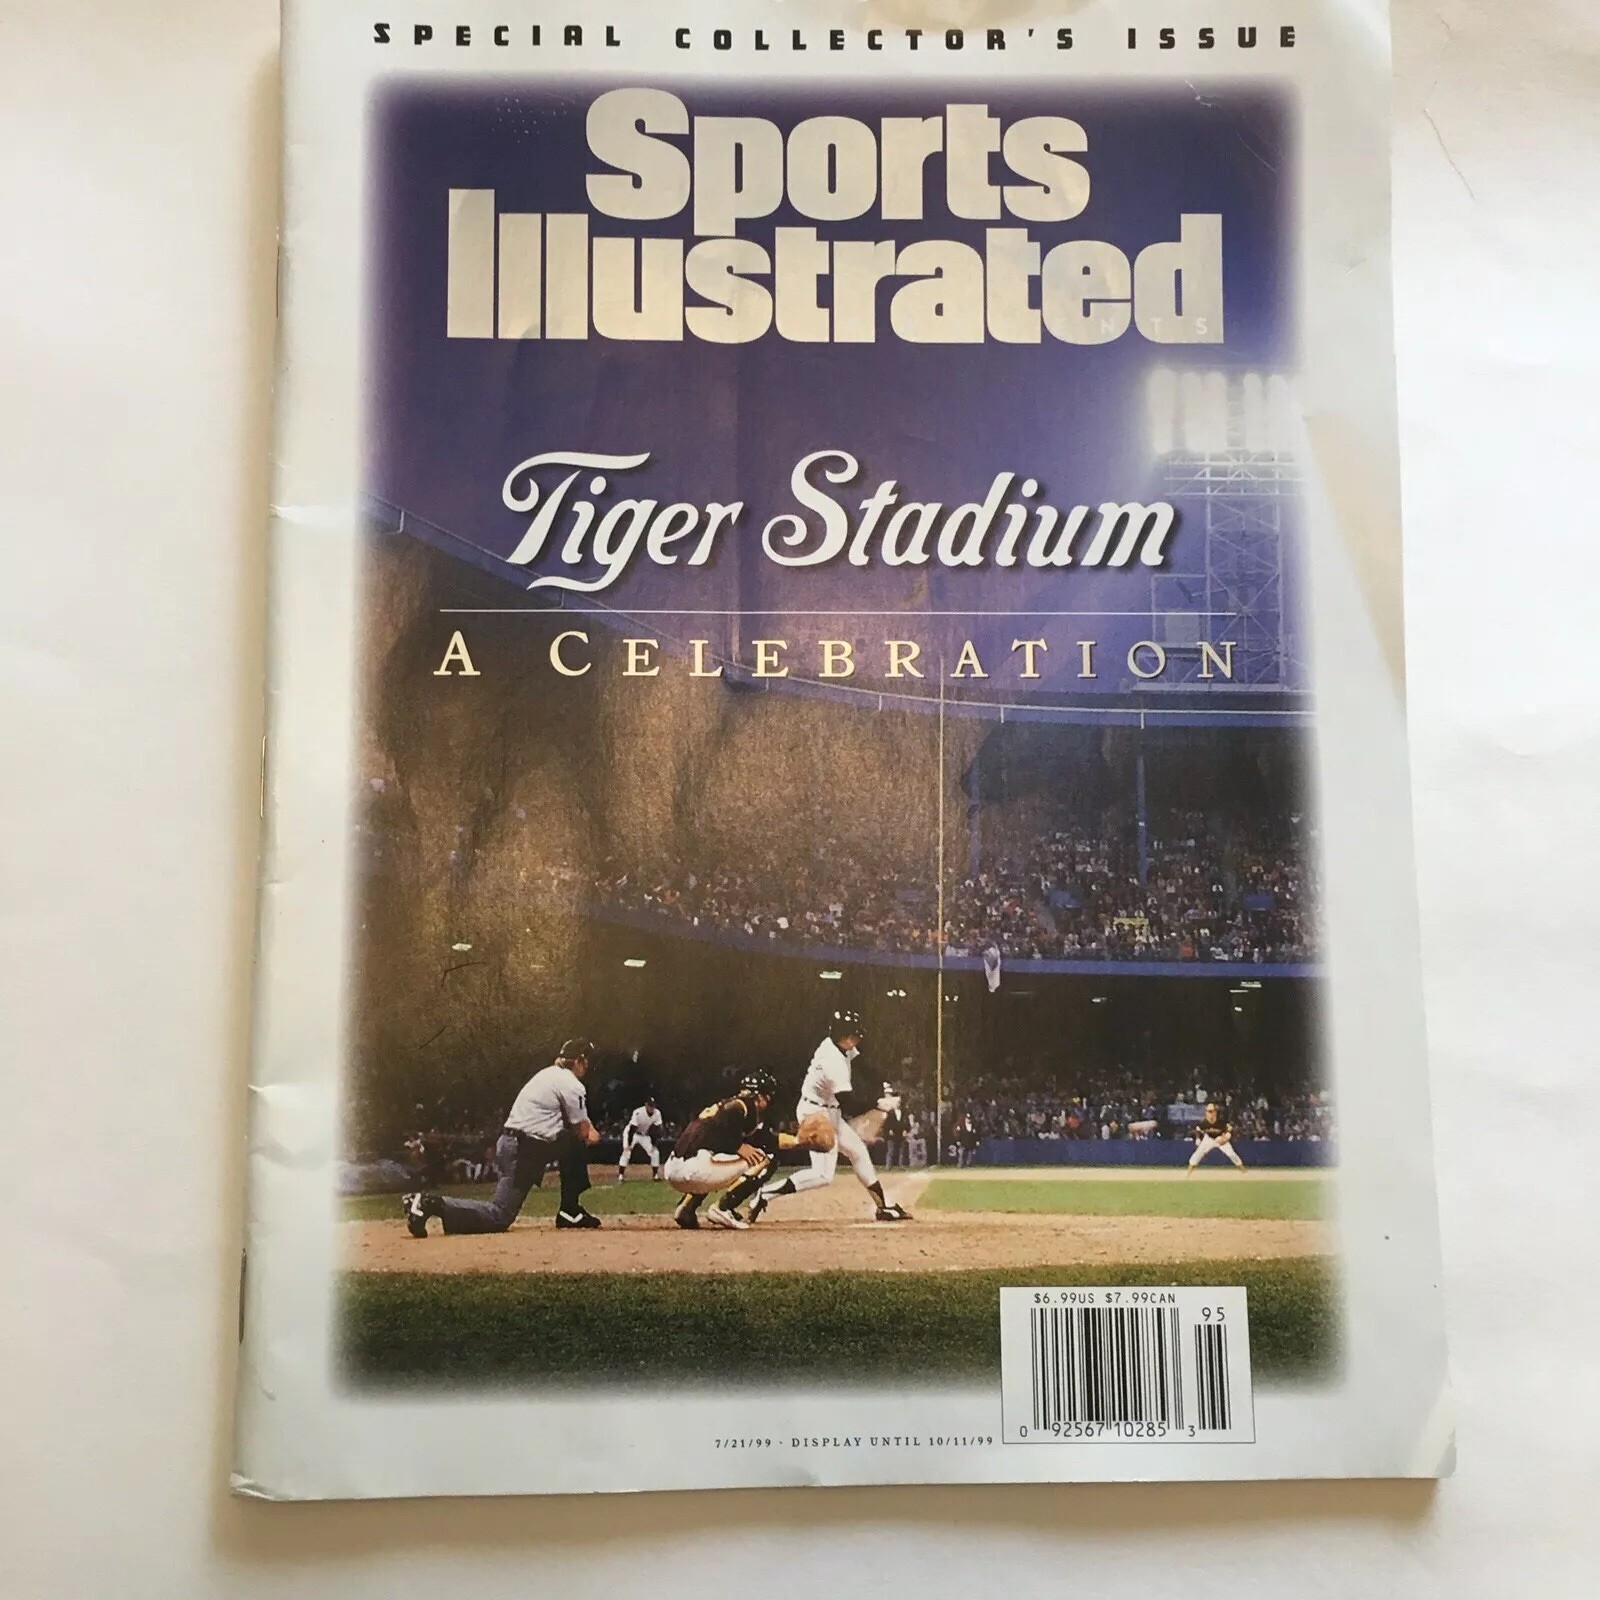 SPECIAL COLLECTOR'S ISSUE
Sports
Illustrated
Tiger Stadium
A CELEBRATION
3
$6.99US $7.99CAN
95
0 92567 10285 3
7/21/99 · DISPLAY UNTIL 10/11/99